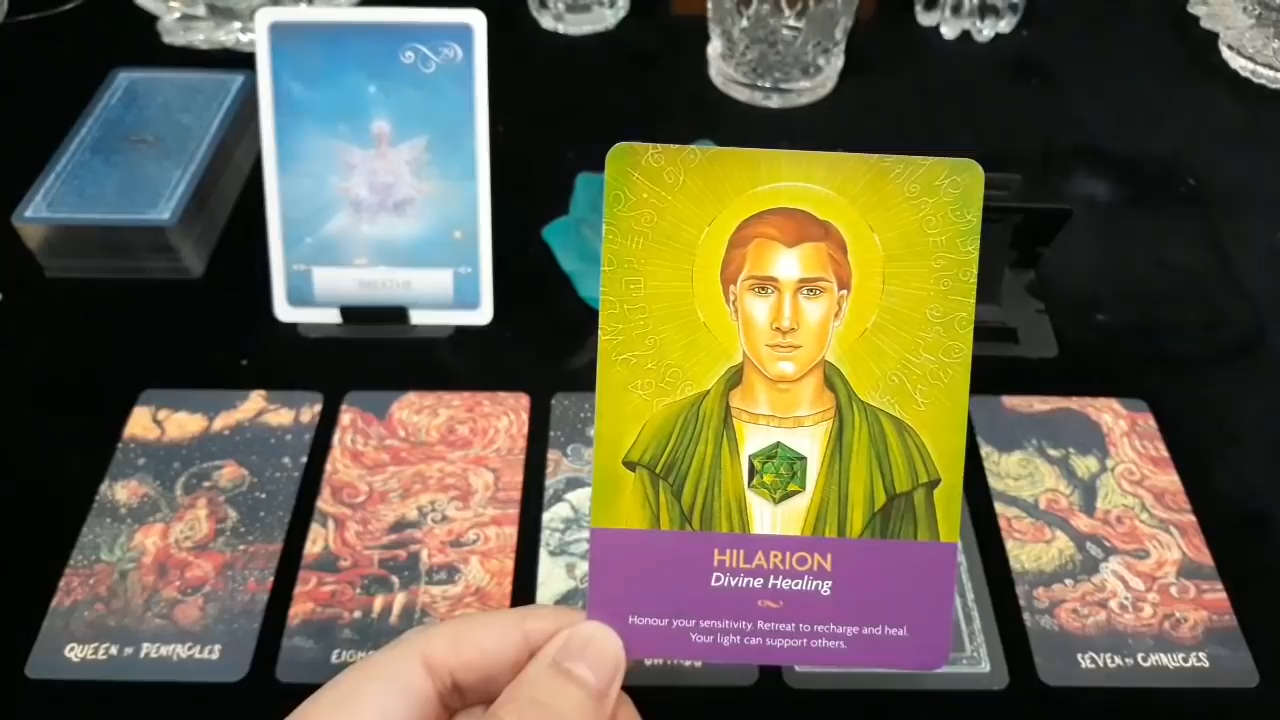 BREATHE
HILARION
Divine Healing
Honour your sensitivity. Retreat to recharge and heal.
Your light can support others.
QUEEN OF PENTACLES
SEVEN OF CHALICES